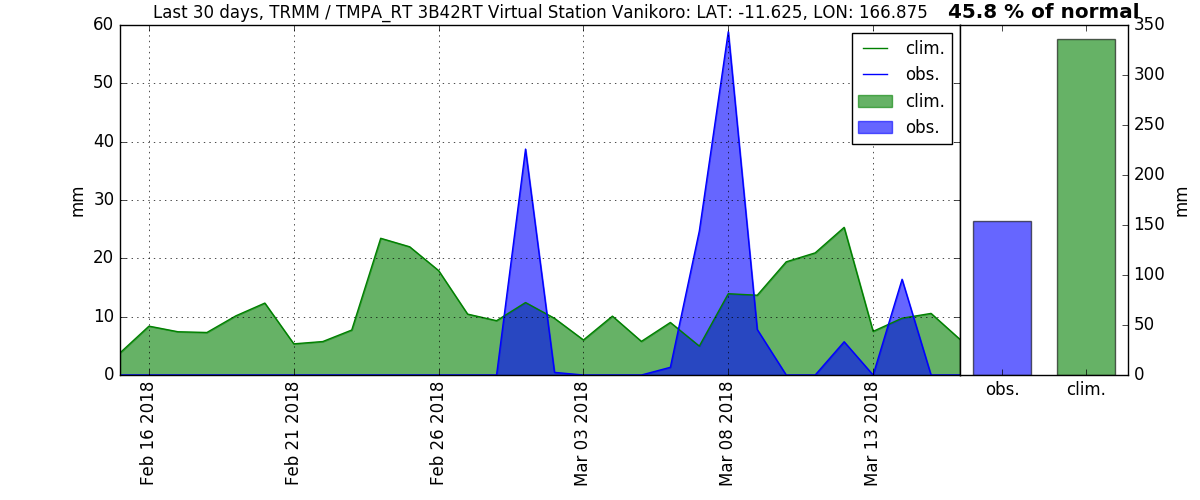 Last 30 days, TRMM / TMPA_RT 3B42RT Virtual Station Vanikoro: LAT: -11.625, LON: 166.875
45.8 % of normal
60
50
40
30
20
10
0
mm
clim.
obs.
clim.
obs.
Feb 16 2018
Feb 21 2018
Feb 26 2018
Mar 03 2018
Mar 08 2018
Mar 13 2018
350
300
250
200
150
100
50
0
mm
obs.
clim.